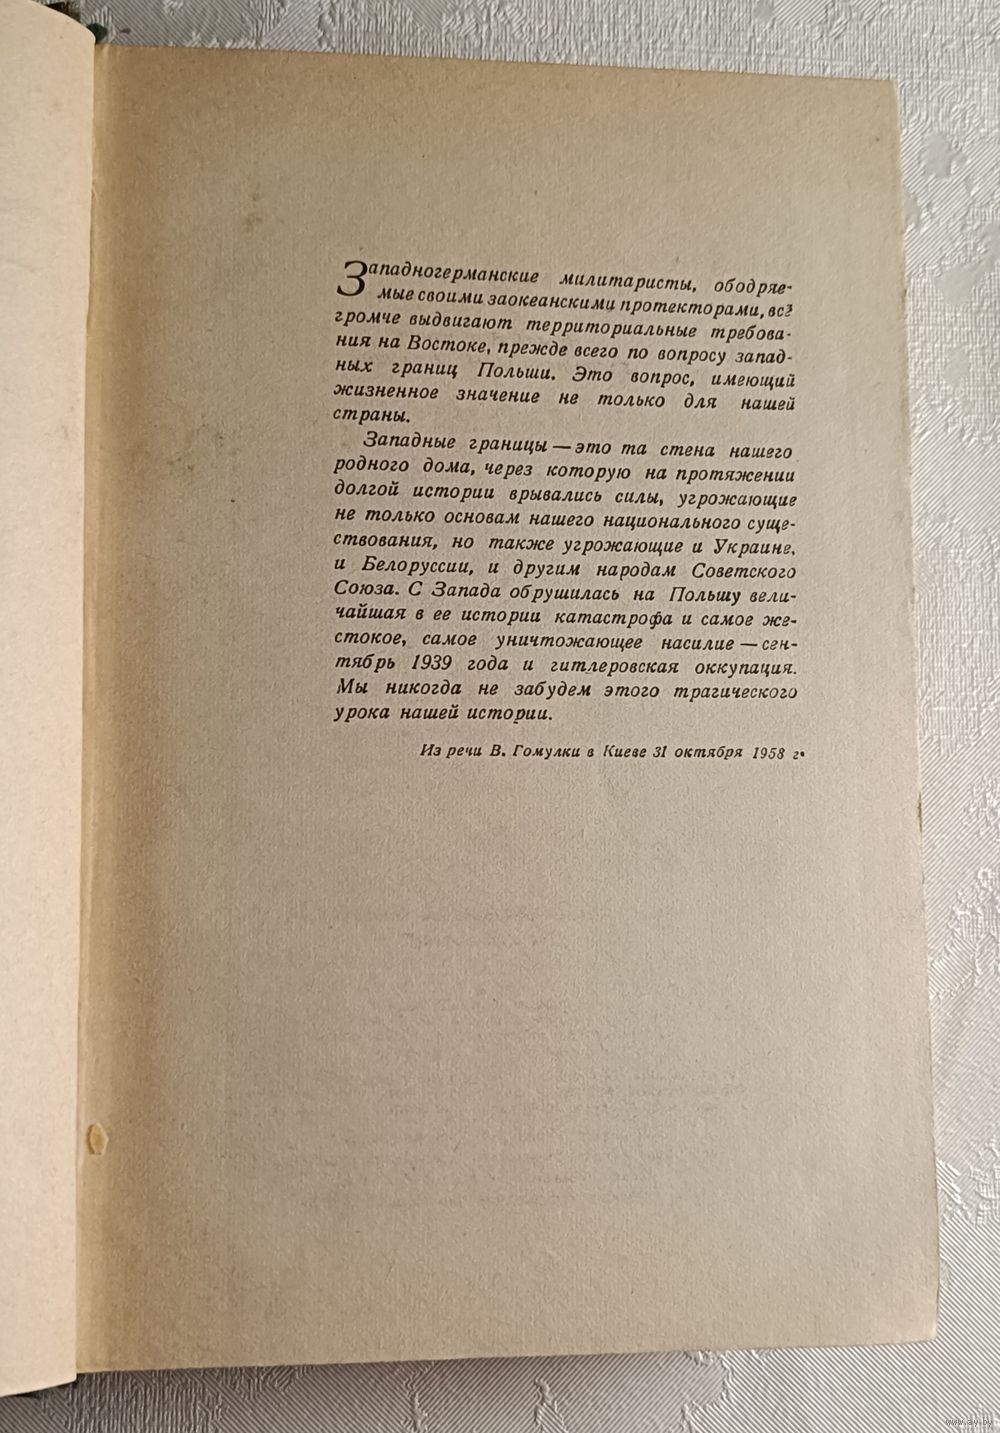 Западногерманские милитаристы, ободряе-
мые своими заокеанскими протекторами, всё
громче выдвигают территориальные требова-
ния на Востоке, прежде всего по вопросу запад-
ных границ Польши. Это вопрос, имеющий
жизненное значение не только для нашей
страны.
Западные границы — это та стена нашего
родного дома, через которую на протяжении
долгой истории врывались силы, угрожающие
не только основам нашего национального суще-
ствования, но также угрожающие и Украине,
и Белоруссии, и другим народам Советского
Союза. С Запада обрушилась на Польшу вели-
чайшая в ее истории катастрофа и самое же-
стокое, самое уничтожающее насилие — сен-
тябрь 1939 года и гитлеровская оккупация.
Мы никогда не забудем этого трагического
урока нашей истории.
Из речи В. Гомулки в Киеве 31 октября 1958 г.
www.ay.by